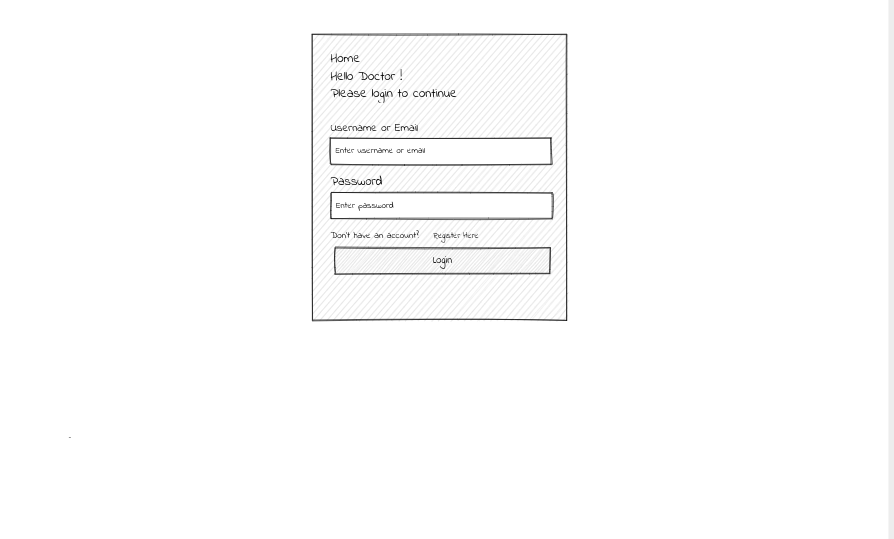 Home
Hello Doctor !
Please login to continue
Username or Email
Enter username or email
Password
Enter password
Don't have an account? Register Here
Login